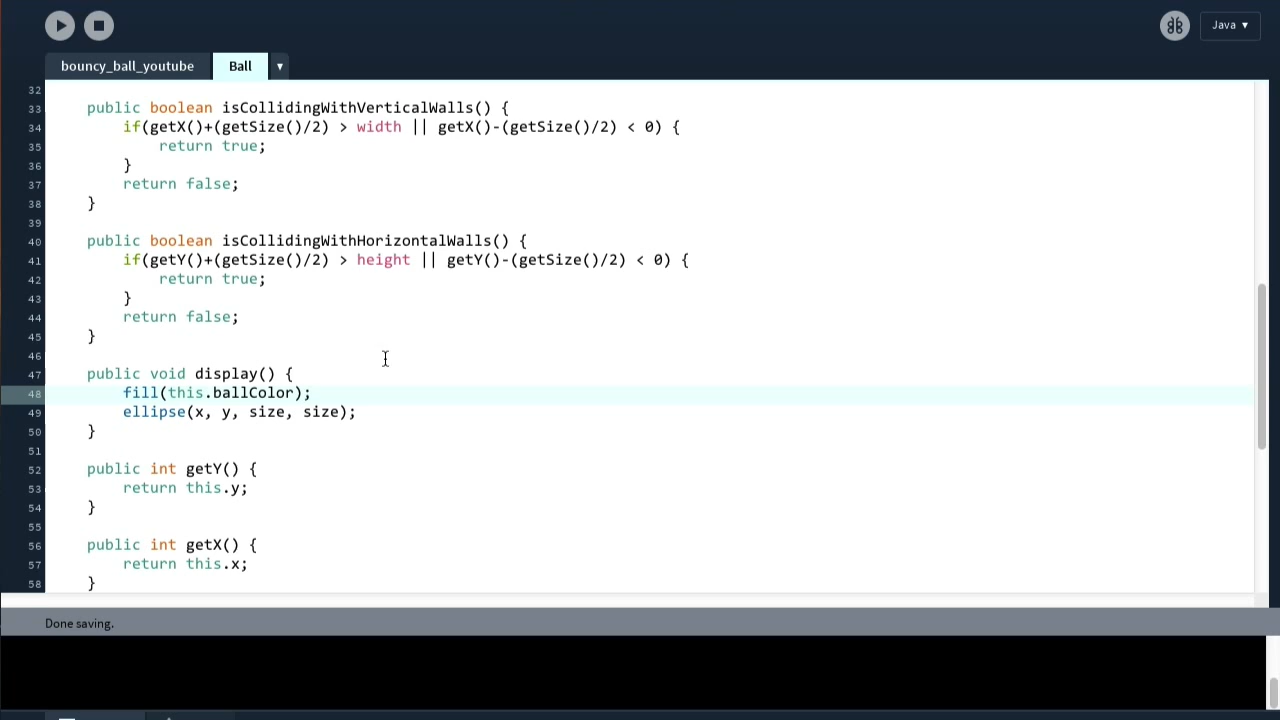 Java ▾
bouncy_ball_youtube Ball ▾
32
33 public boolean isCollidingWithVerticalWalls() {
34 if(getX()+(getSize()/2) > width || getX()-(getSize()/2) < 0) {
35 return true;
36 }
37 return false;
38 }
39
40 public boolean isCollidingWithHorizontalWalls() {
41 if(getY()+(getSize()/2) > height || getY()-(getSize()/2) < 0) {
42 return true;
43 }
44 return false;
45 }
46
47 public void display() {
48 fill(this.ballColor);
49 ellipse(x, y, size, size);
50 }
51
52 public int getY() {
53 return this.y;
54 }
55
56 public int getX() {
57 return this.x;
58 }
Done saving.